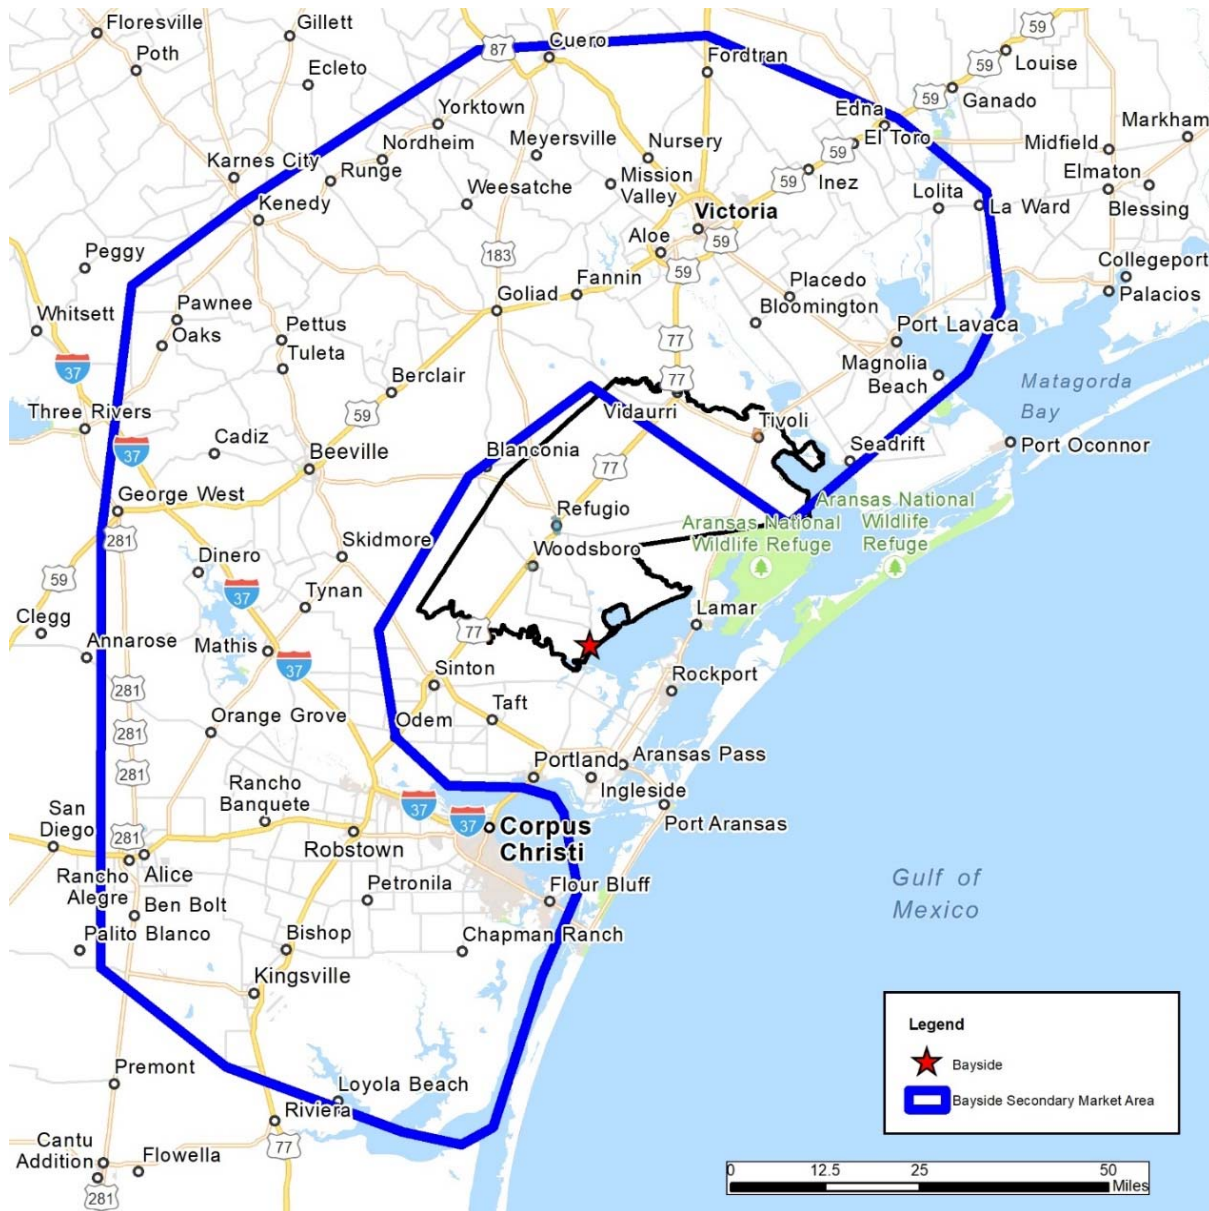 Floresville
Gillett
Poth
Ecleto
87
Cuero
Fordtran
59
59
Louise
Ganado
59
Yorktown
Edna
El Toro
Markham
Midfield
Nordheim
Meyersville
Nursery
59
Karnes City
Runge
Weesatche
Mission
Valley
59
Inez
Lolita
La Ward
Elmaton
Blessing
Kenedy
Victoria
59
Aloe
59
Peggy
183
Fannin
Placedo
Bloomington
Collegeport
Palacios
Goliad
Whitsett
Pawnee
Oaks
Pettus
Tuleta
Port Lavaca
77
Magnolia
Beach
Matagorda
Bay
37
77
Berclair
59
Three Rivers
Vidaurri
Tivoli
Cadiz
Beeville
Blanconia
77
Seadrift
Port Oconnor
37
George West
Refugio
Aransas National
Wildlife
Refuge
Aransas National
Wildlife Refuge
281
Skidmore
Woodsboro
Dinero
59
37
Tynan
Clegg
Lamar
Annarose
Mathis
37
77
Sinton
Rockport
281
Orange Grove
Taft
Odem
281
281
Portland
Aransas Pass
Ingleside
Rancho
Banquete
San
Diego
37
37
Port Aransas
281
Corpus
Christi
Robstown
Rancho
Alegre
Alice
Petronila
Flour Bluff
Gulf of
Mexico
Ben Bolt
Palito Blanco
Bishop
Chapman Ranch
Kingsville
Premont
Loyola Beach
Riviera
77
Cantu
Addition
Flowella
281
Legend
Bayside
Bayside Secondary Market Area
0
12.5
25
50
Miles